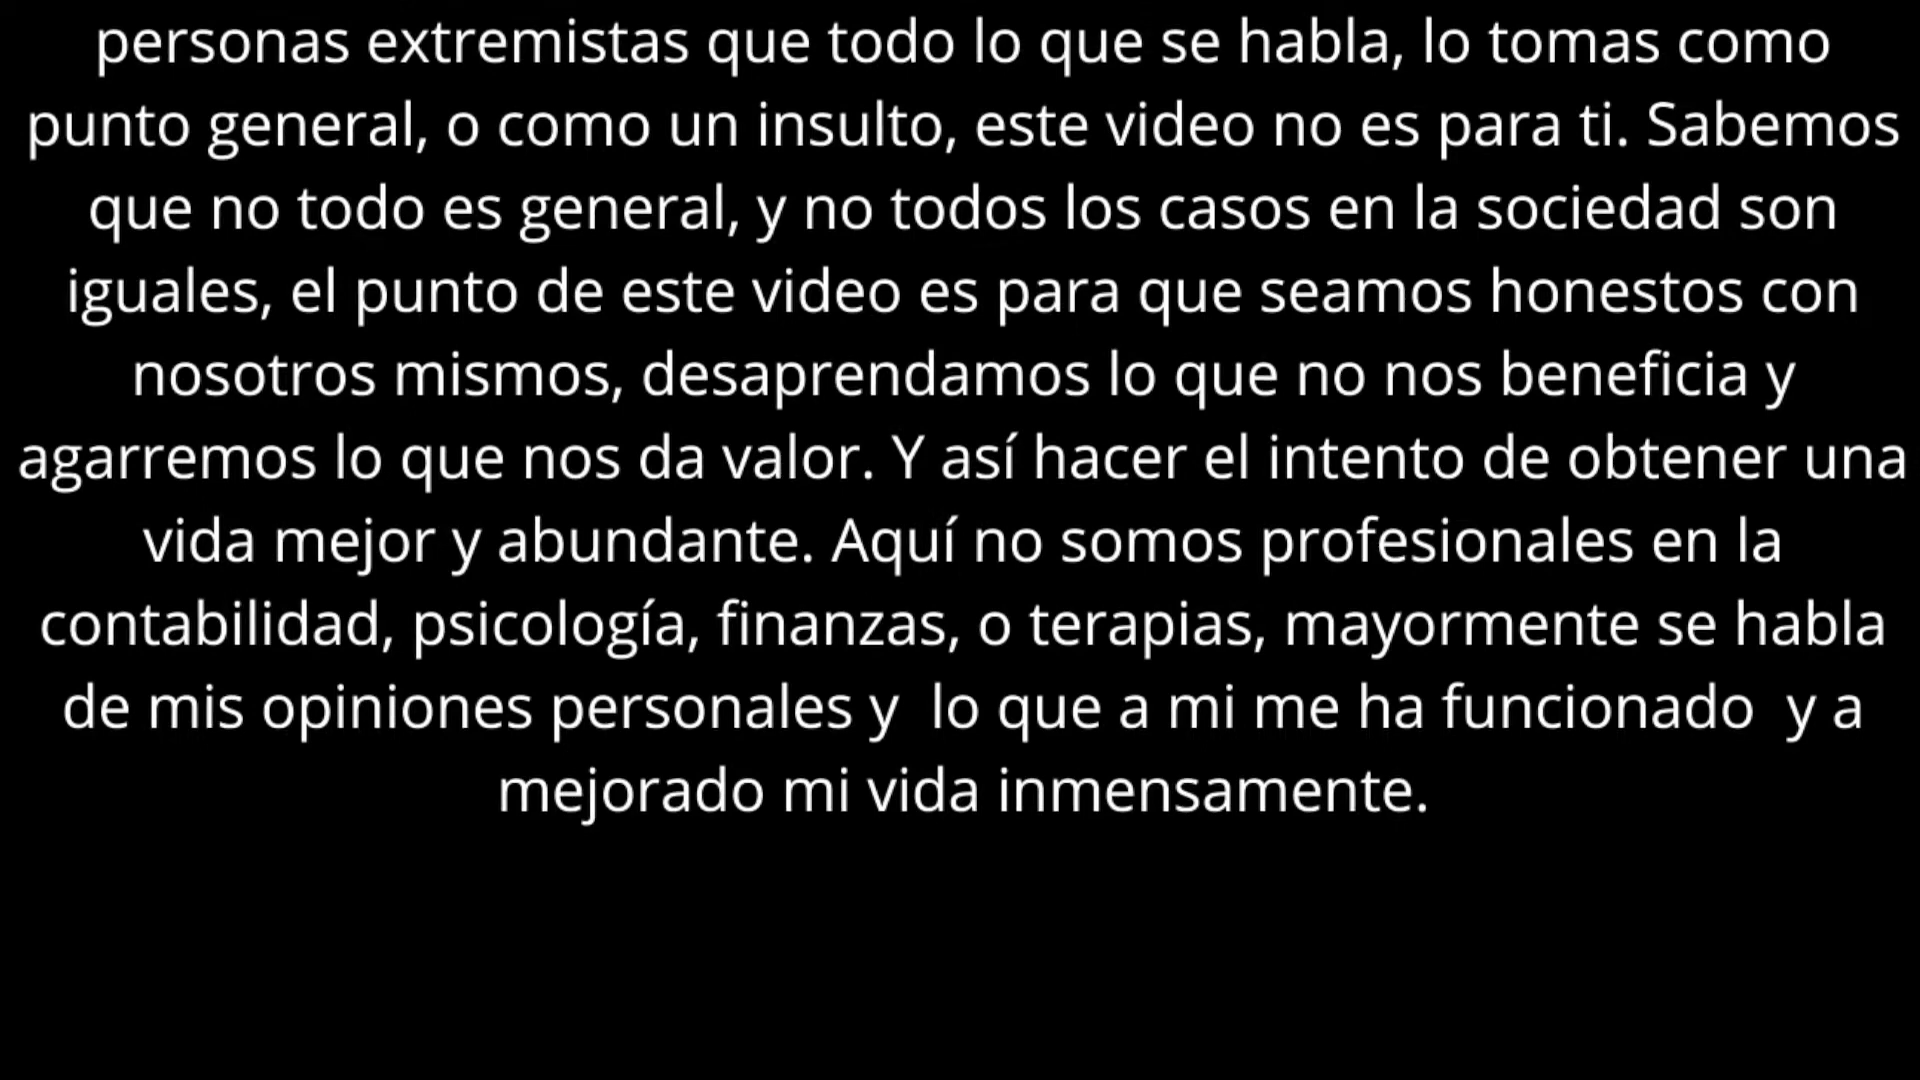 personas extremistas que todo lo que se habla, lo tomas como
punto general, o como un insulto, este video no es para ti. Sabemos
que no todo es general, y no todos los casos en la sociedad son
iguales, el punto de este video es para que seamos honestos con
nosotros mismos, desaprendamos lo que no nos beneficia y
agarremos lo que nos da valor. Y así hacer el intento de obtener una
vida mejor y abundante. Aquí no somos profesionales en la
contabilidad, psicología, finanzas, o terapias, mayormente se habla
de mis opiniones personales y  lo que a mi me ha funcionado  y a
mejorado mi vida inmensamente.